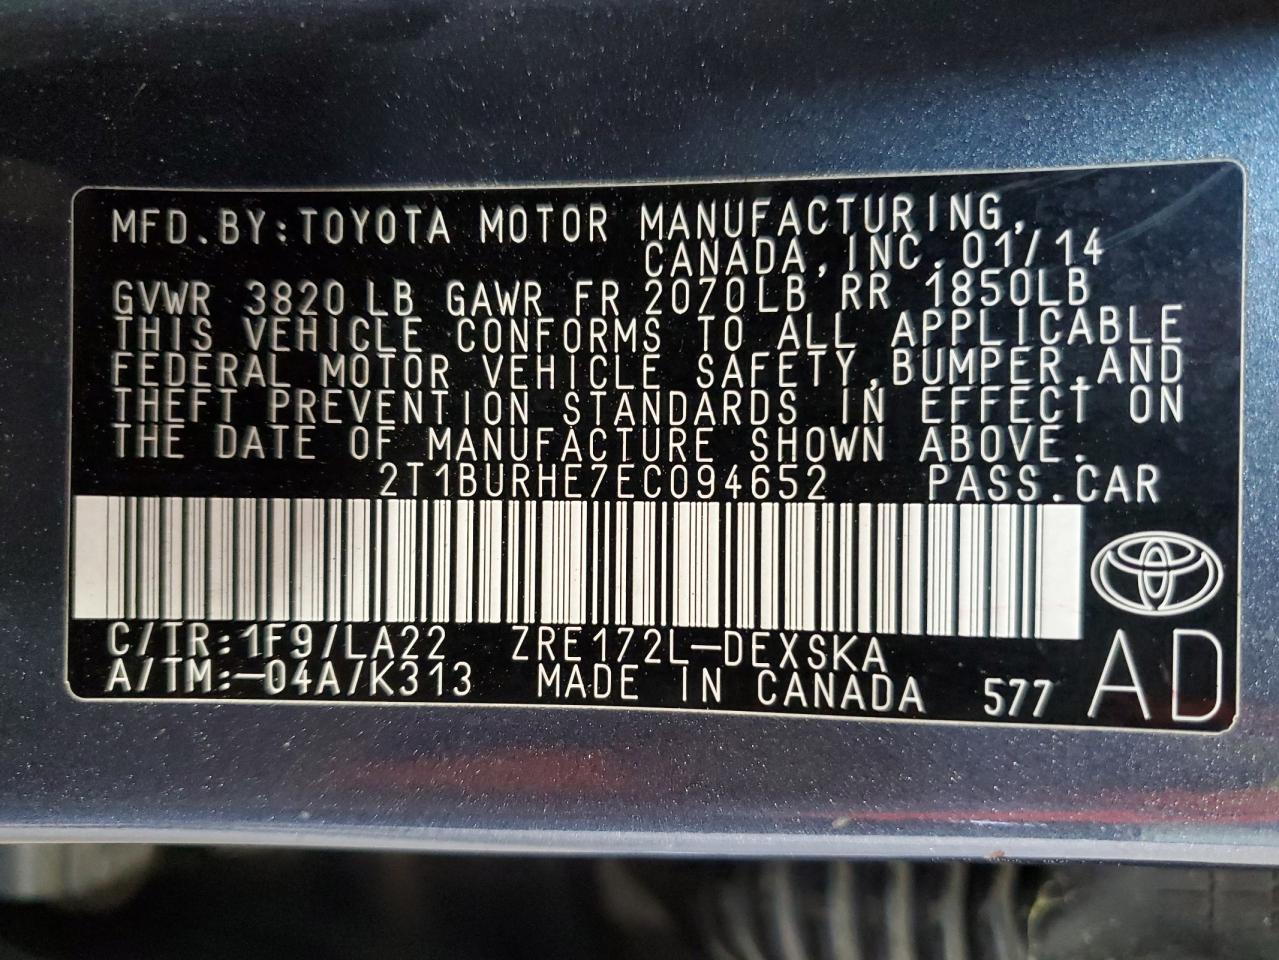 MFD.BY:TOYOTA MOTOR MANUFACTURING,
CANADA,INC.01/14
GVWR 3820LB GAWR FR 2070LB RR 1850LB
THIS VEHICLE CONFORMS TO ALL APPLICABLE
FEDERAL MOTOR VEHICLE SAFETY,BUMPER,AND
THEFT PREVENTION STANDARDS IN EFFECT ON
THE DATE OF MANUFACTURE SHOWN ABOVE.
2T1BURHE7EC094652 PASS.CAR
C/TR:1F9/LA22 ZRE172L-DEXSKA
A/TM:-04A/K313 MADE IN CANADA 577
AD